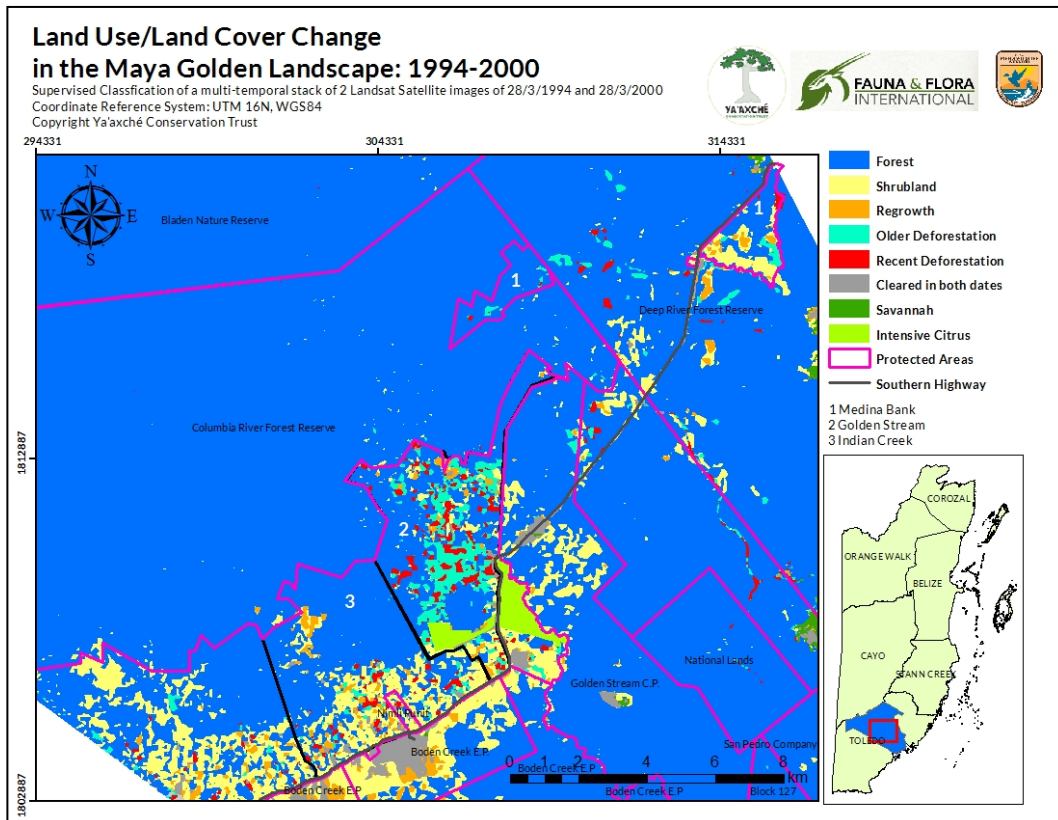 Land Use/Land Cover Change
in the Maya Golden Landscape: 1994-2000
Supervised Classfication of a multi-temporal stack of 2 Landsat Satellite images of 28/3/1994 and 28/3/2000
Coordinate Reference System: UTM 16N, WGS84
Copyright Ya'axché Conservation Trust
YA'AXCHÉ
FAUNA & FLORA
INTERNATIONAL
294331
304331
314331
N
W E
S
Bladen Nature Reserve
1
1
Deep River Forest Reserve
Columbia River Forest Reserve
1812887
2
3
National Lands
Golden Stream C.P.
Nim Li Punit
San Pedro Company
Boden Creek E.P
0 2 4 6 8
km
Boden Creek E.P
Boden Creek E.P
Boden Creek E.P
Block 127
1802887
Forest
Shrubland
Regrowth
Older Deforestation
Recent Deforestation
Cleared in both dates
Savannah
Intensive Citrus
Protected Areas
Southern Highway
1 Medina Bank
2 Golden Stream
3 Indian Creek
COROZAL
ORANGE WALK
BELIZE
CAYO
STANN CREEK
TOLEDO